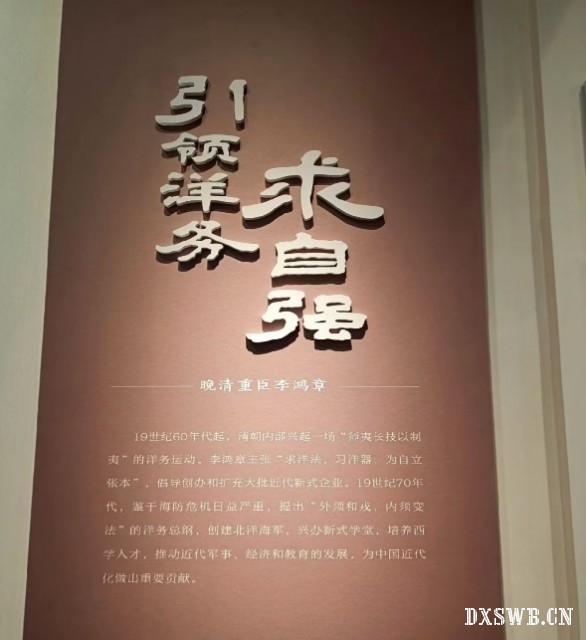 引领洋务
求自强
晚清重臣李鸿章
19世纪60年代起，清朝内部兴起一场“师夷长技以制
夷”的洋务运动。李鸿章主张“求洋法，习洋器，为自立
张本”，倡导创办和扩充大批近代新式企业。19世纪70年
代，鉴于海防危机日益严重，提出“外须和戎，内须变
法”的洋务总纲，创建北洋海军，兴办新式学堂，培养西
学人才，推动近代军事、经济和教育的发展，为中国近代
化做出重要贡献。
DXSWB.CN